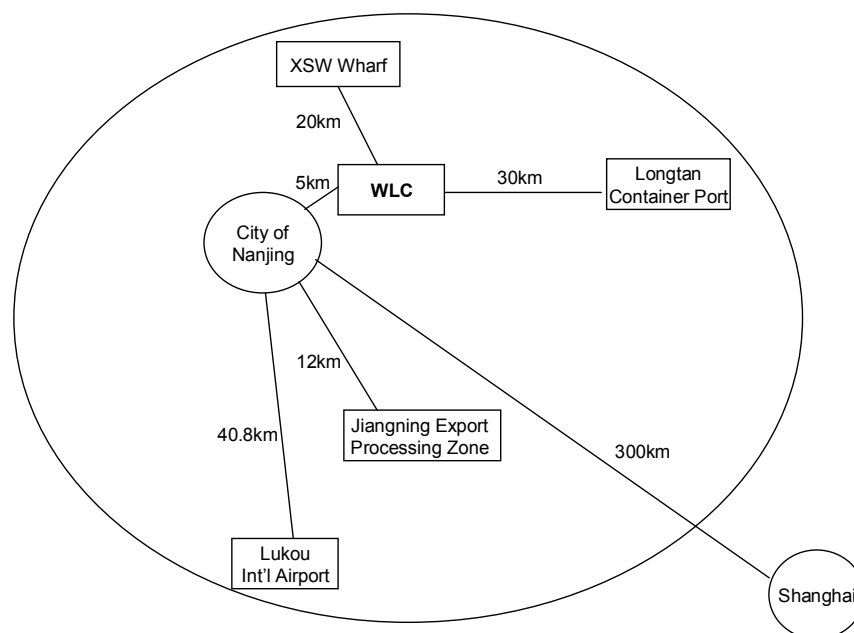 XSW Wharf
20km
5km
WLC
30km
Longtan
Container Port
City of
Nanjing
12km
Jiangning Export
Processing Zone
40.8km
300km
Lukou
Int'l Airport
Shanghai